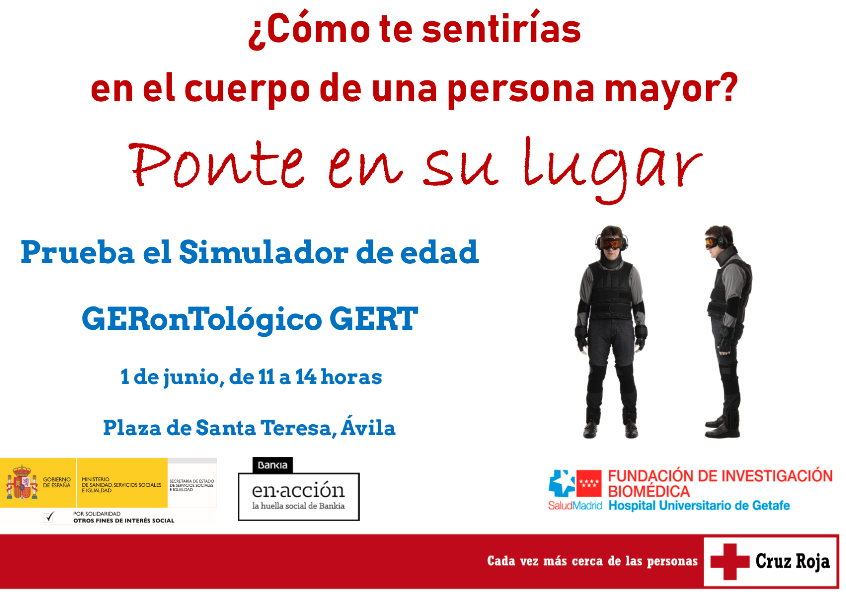 ¿Cómo te sentirías
en el cuerpo de una persona mayor?
Ponte en su lugar
Prueba el Simulador de edad
GERonTológico GERT
1 de junio, de 11 a 14 horas
Plaza de Santa Teresa, Ávila
GOBIERNO
DE ESPAÑA
MINISTERIO
DE SANIDAD, SERVICIOS SOCIALES
E IGUALDAD
SECRETARÍA DE ESTADO
DE SERVICIOS SOCIALES
E IGUALDAD
POR SOLIDARIDAD
OTROS FINES DE INTERÉS SOCIAL
Bankia
en·acción
la huella social de Bankia
SaludMadrid
FUNDACIÓN DE INVESTIGACIÓN
BIOMÉDICA
Hospital Universitario de Getafe
Cada vez más cerca de las personas
Cruz Roja